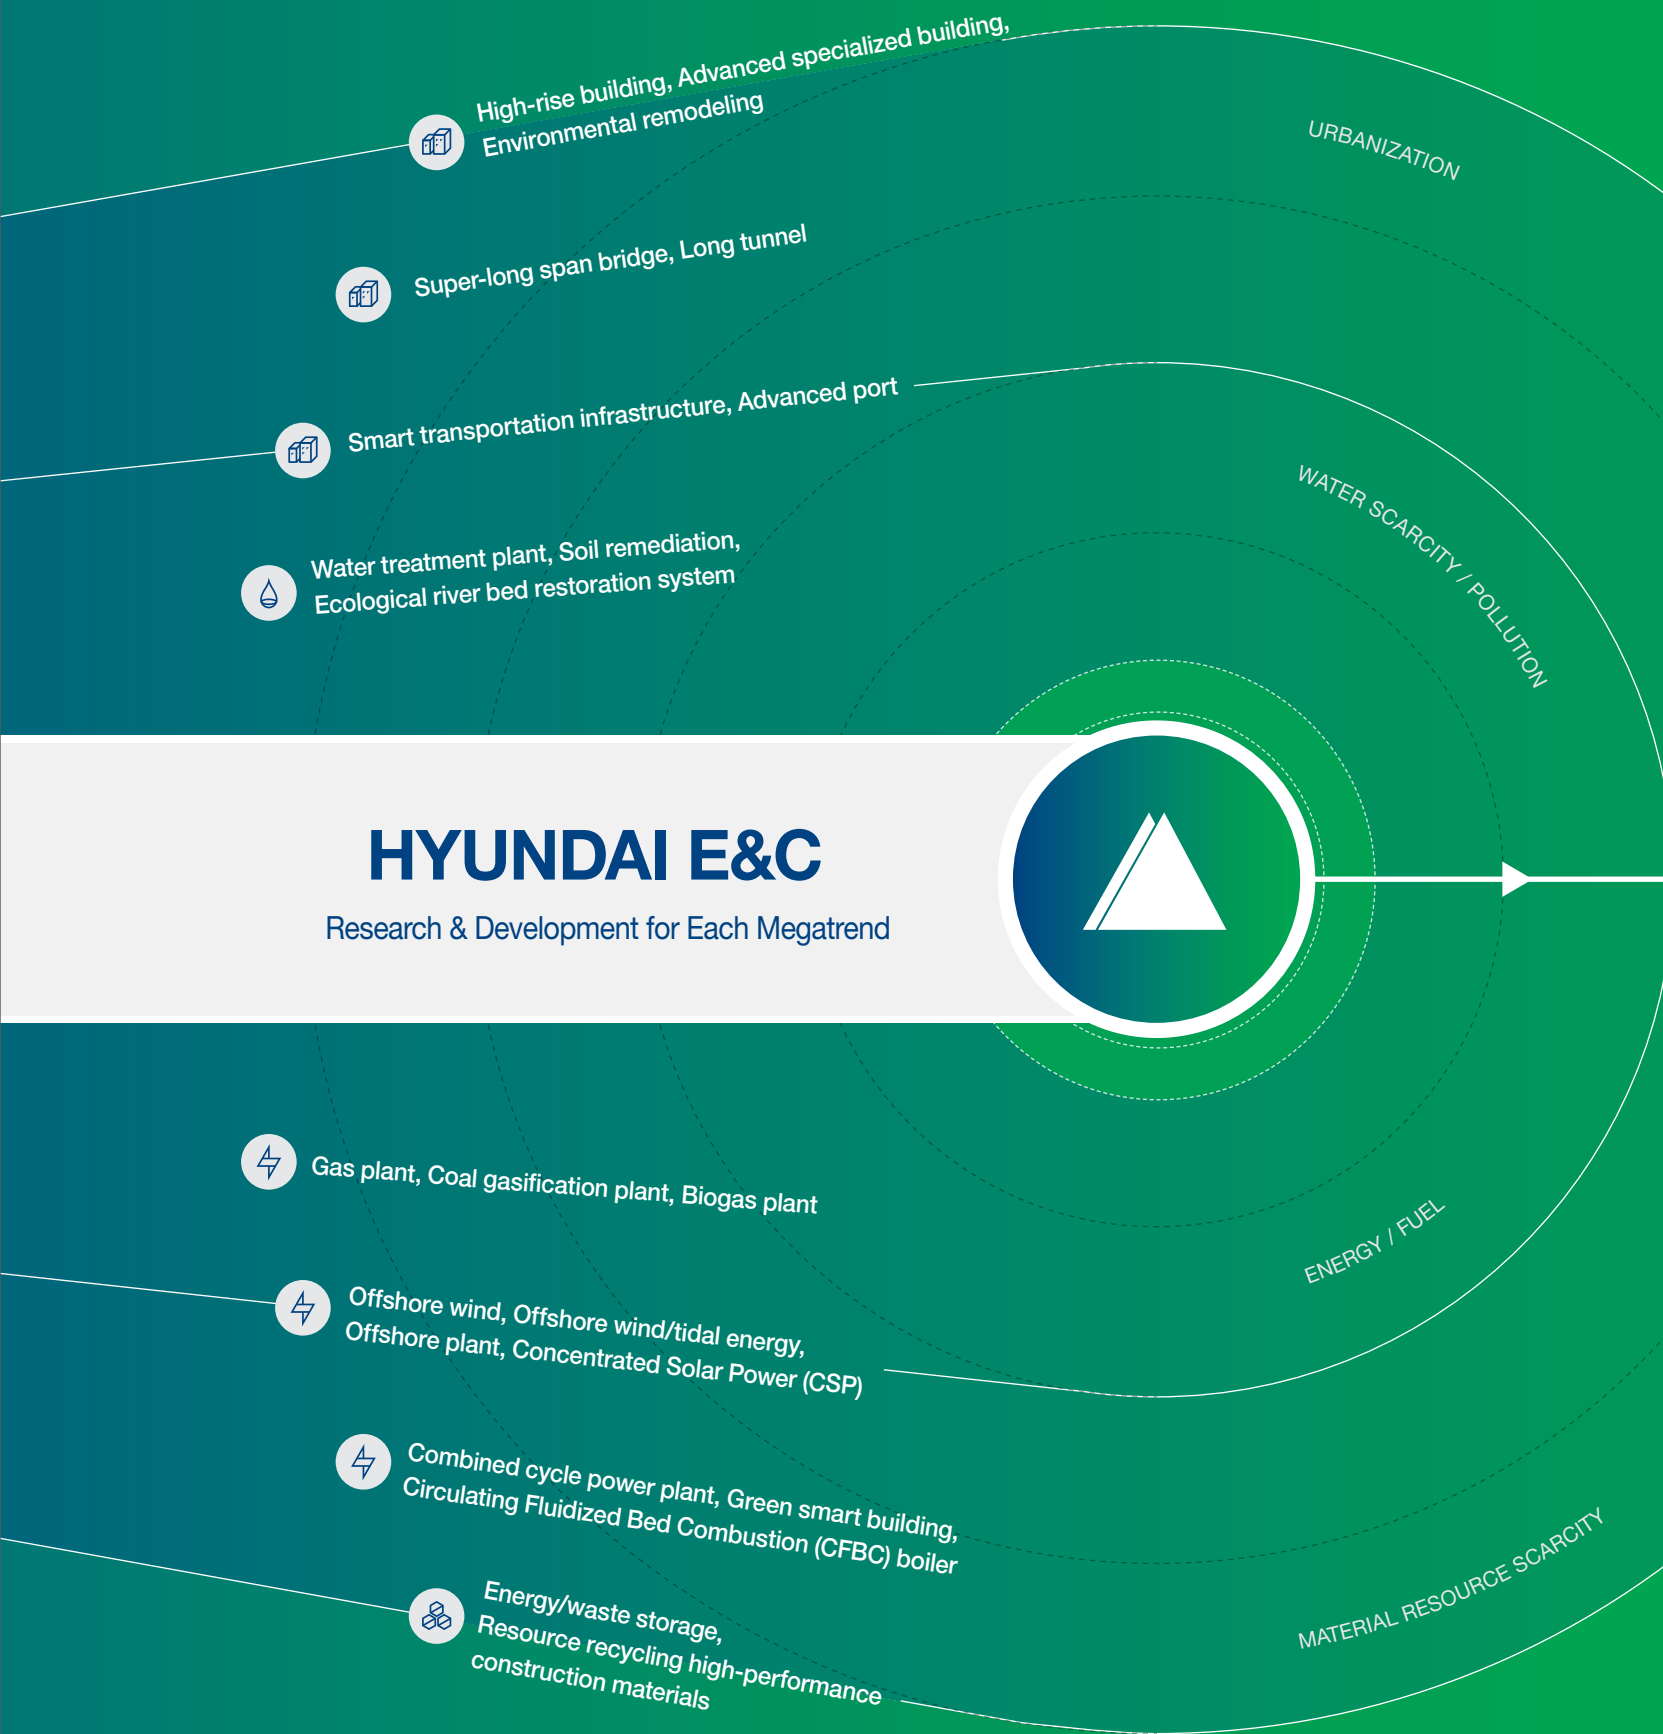 High-rise building, Advanced specialized building,
Environmental remodeling
URBANIZATION
Super-long span bridge, Long tunnel
Smart transportation infrastructure, Advanced port
WATER SCARCITY / POLLUTION
Water treatment plant, Soil remediation,
Ecological river bed restoration system
HYUNDAI E&C
Research & Development for Each Megatrend
Gas plant, Coal gasification plant, Biogas plant
ENERGY / FUEL
Offshore wind, Offshore wind/tidal energy,
Offshore plant, Concentrated Solar Power (CSP)
Combined cycle power plant, Green smart building,
Circulating Fluidized Bed Combustion (CFBC) boiler
MATERIAL RESOURCE SCARCITY
Energy/waste storage,
Resource recycling high-performance
construction materials